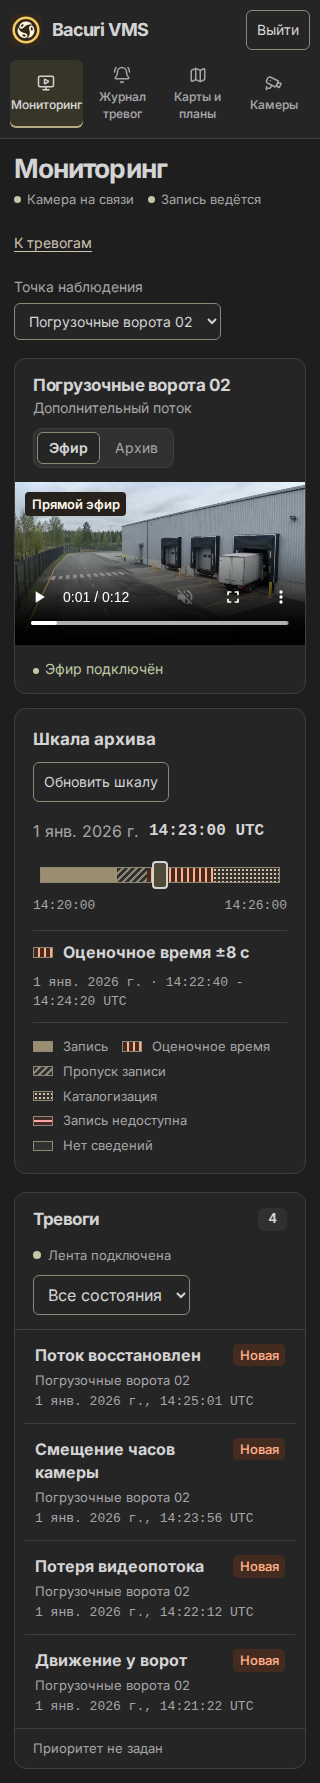 Bacuri VMS
Выйти
Мониторинг
Журнал
тревог
Карты и
планы
Камеры
Мониторинг
Камера на связи
Запись ведётся
К тревогам
Точка наблюдения
Погрузочные ворота 02
Погрузочные ворота 02
Дополнительный поток
Эфир
Архив
Прямой эфир
0:01 / 0:12
Эфир подключён
Шкала архива
Обновить шкалу
1 янв. 2026 г. 14:23:00 UTC
14:20:00
14:26:00
Оценочное время ±8 с
1 янв. 2026 г. · 14:22:40 -
14:24:20 UTC
Запись
Оценочное время
Пропуск записи
Каталогизация
Запись недоступна
Нет сведений
Тревоги
4
Лента подключена
Все состояния
Поток восстановлен
Новая
Погрузочные ворота 02
1 янв. 2026 г., 14:25:01 UTC
Смещение часов
камеры
Новая
Погрузочные ворота 02
1 янв. 2026 г., 14:23:56 UTC
Потеря видеопотока
Новая
Погрузочные ворота 02
1 янв. 2026 г., 14:22:12 UTC
Движение у ворот
Новая
Погрузочные ворота 02
1 янв. 2026 г., 14:21:22 UTC
Приоритет не задан